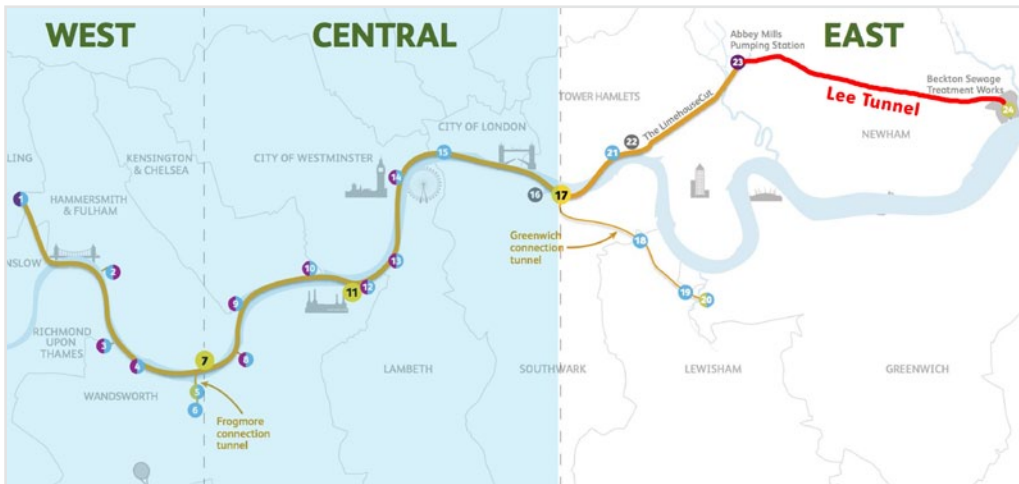 WEST
CENTRAL
EAST
Abbey Mills
Pumping Station
23
Beckton Sewage
Treatment Works
24
Lee Tunnel
TOWER HAMLETS
The LimehouseCut
NEWHAM
CITY OF LONDON
15
21
22
KENSINGTON
& CHELSEA
CITY OF WESTMINSTER
LING
14
16
17
1
HAMMERSMITH
& FULHAM
Greenwich
connection
tunnel
18
NSLOW
2
10
13
11
12
19
20
9
RICHMOND
UPON
THAMES
3
4
7
8
LAMBETH
SOUTHWARK
LEWISHAM
GREENWICH
WANDSWORTH
5
6
Frogmore
connection
tunnel